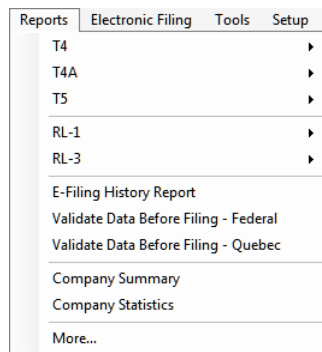 Reports Electronic Filing Tools Setup
T4
T4A
T5
RL-1
RL-3
E-Filing History Report
Validate Data Before Filing - Federal
Validate Data Before Filing - Quebec
Company Summary
Company Statistics
More...